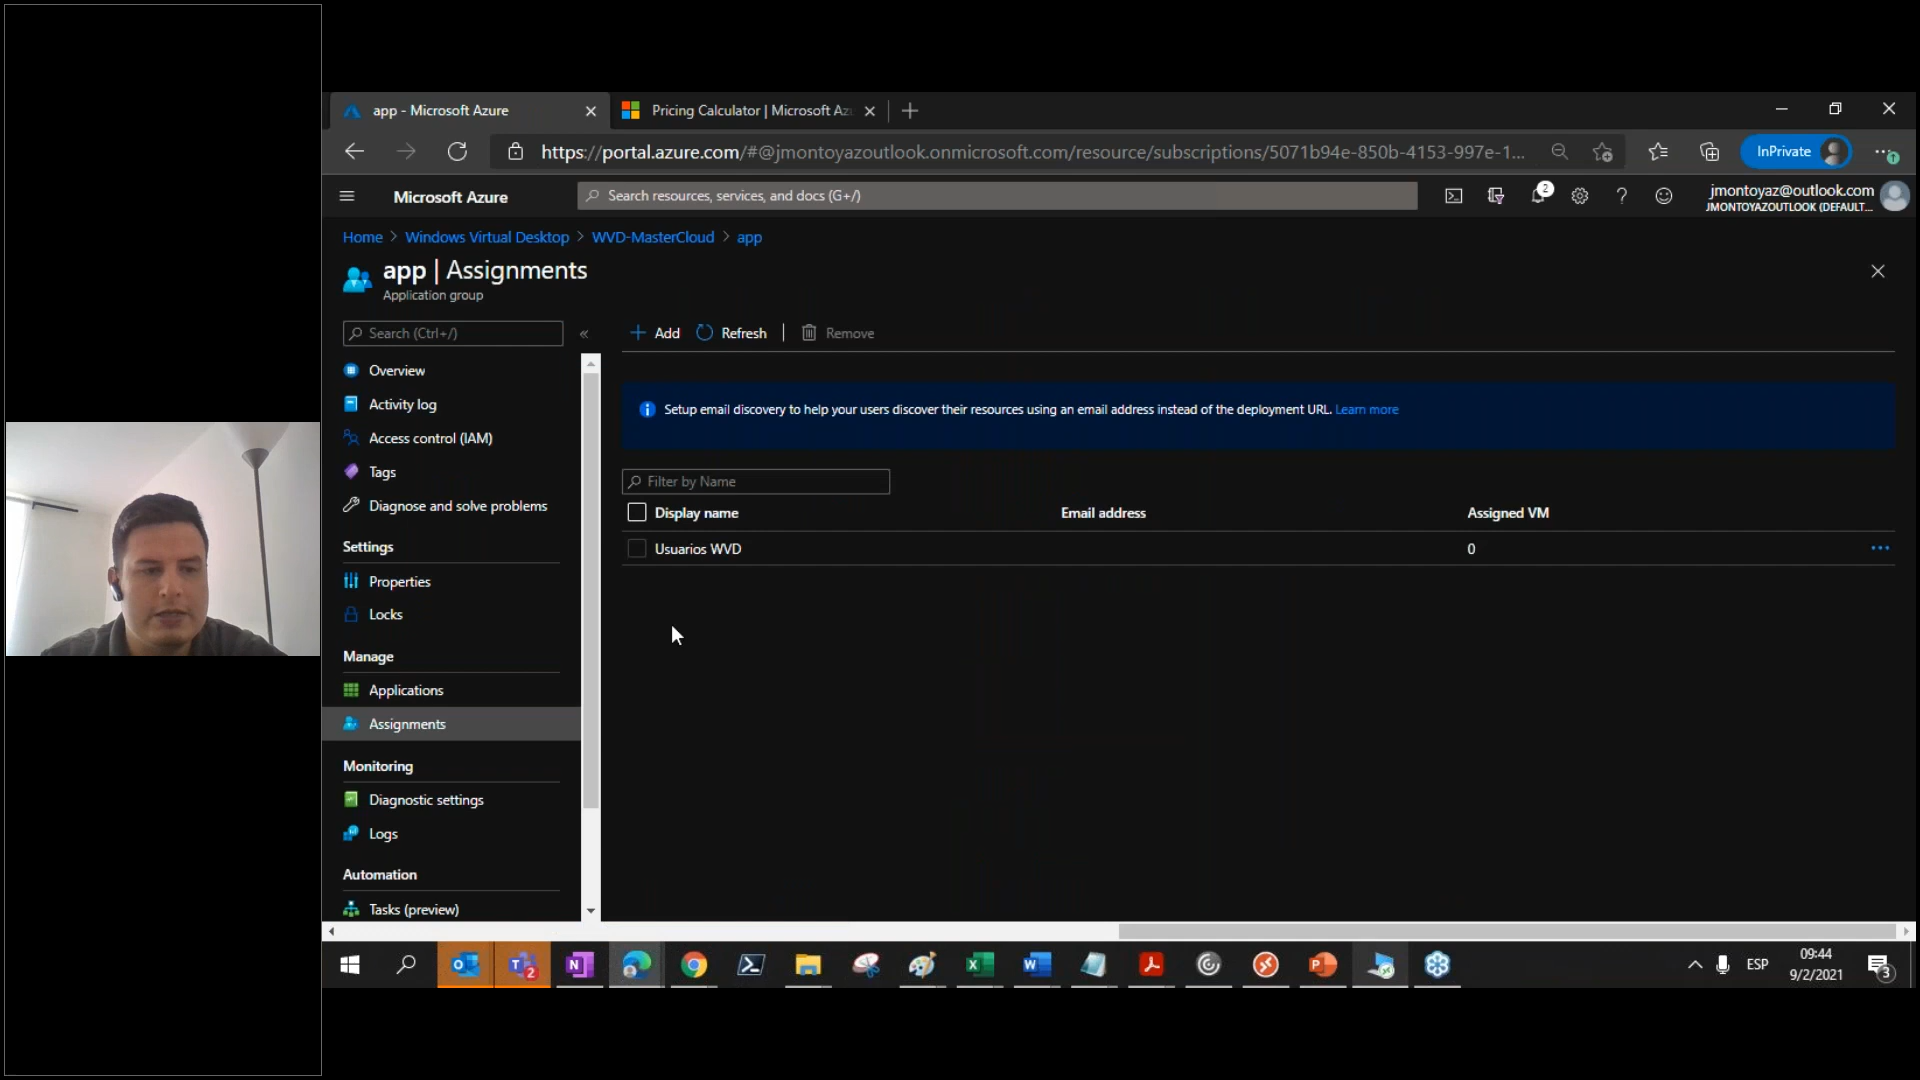 app - Microsoft Azure
Pricing Calculator | Microsoft Az
https://portal.azure.com/#@jmontoyazoutlook.onmicrosoft.com/resource/subscriptions/5071b94e-850b-4153-997e-1...
InPrivate
Microsoft Azure
Search resources, services, and docs (G+/)
2
jmontoyaz@outlook.com
JMONTOYAZOUTLOOK (DEFAULT...
Home > Windows Virtual Desktop > WVD-MasterCloud > app
app | Assignments
Application group
Search (Ctrl+/)
«
Add
Refresh
Remove
Overview
Activity log
Access control (IAM)
Tags
Diagnose and solve problems
Settings
Properties
Locks
Manage
Applications
Assignments
Monitoring
Diagnostic settings
Logs
Automation
Tasks (preview)
Setup email discovery to help your users discover their resources using an email address instead of the deployment URL. Learn more
Filter by Name
Display name Email address Assigned VM
Usuarios WVD 0
2
ESP
09:44
9/2/2021
3